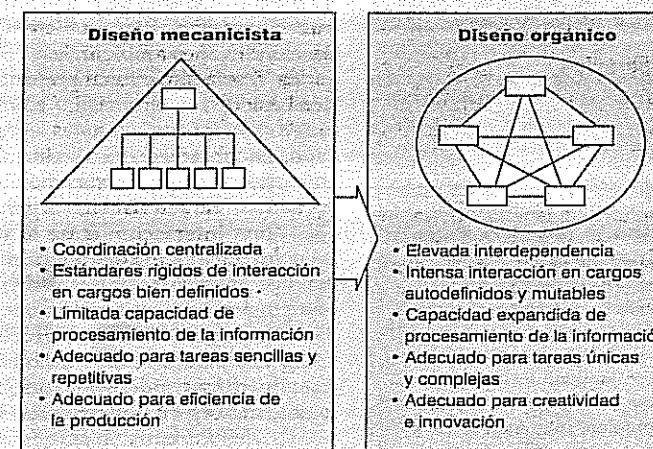 Diseño mecanicista
• Coordinación centralizada
• Estándares rígidos de interacción
en cargos bien definidos
• Limitada capacidad de
procesamiento de la información
• Adecuado para tareas sencillas y
repetitivas
• Adecuado para eficiencia de
la producción
Diseño orgánico
• Elevada interdependencia
• Intensa interacción en cargos
autodefinidos y mutables
• Capacidad expandida de
procesamiento de la informació
• Adecuado para tareas únicas
y complejas
• Adecuado para creatividad
e innovación